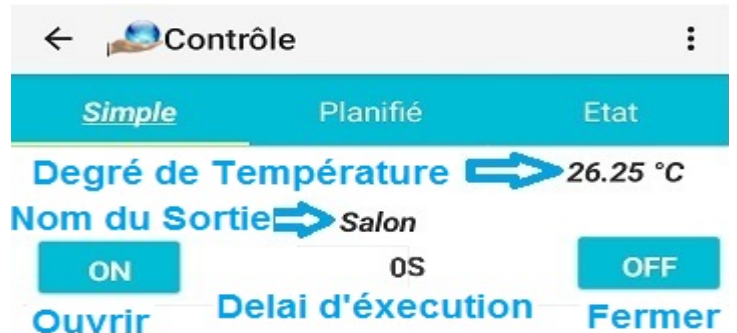 Contrôle
Simple Planifié Etat
Degré de Température 26.25 °C
Nom du Sortie Salon
ON 0S OFF
Ouvrir Delai d'éxecution Fermer